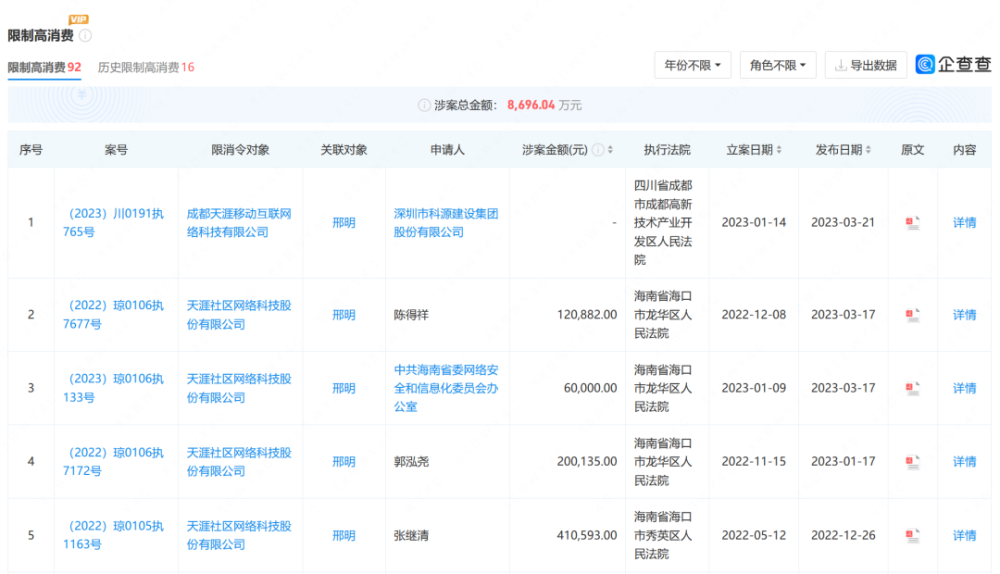 VIP
限制高消费
限制高消费92 历史限制高消费16
年份不限 角色不限 导出数据 企查查
涉案总金额： 8,696.04 万元
序号 案号 限消令对象 关联对象 申请人 涉案金额(元) 执行法院 立案日期 发布日期 原文 内容
1
（2023）川0191执
765号
成都天涯移动互联网
络科技有限公司
邢明
深圳市科源建设集团
股份有限公司
-
四川省成都
市成都高新
技术产业开
发区人民法
院
2023-01-14
2023-03-21
详情
2
（2022）琼0106执
7677号
天涯社区网络科技股
份有限公司
邢明
陈得祥
120,882.00
海南省海口
市龙华区人
民法院
2022-12-08
2023-03-17
详情
3
（2023）琼0106执
133号
天涯社区网络科技股
份有限公司
邢明
中共海南省委网络安
全和信息化委员会办
公室
60,000.00
海南省海口
市龙华区人
民法院
2023-01-09
2023-03-17
详情
4
（2022）琼0106执
7172号
天涯社区网络科技股
份有限公司
邢明
郭泓尧
200,135.00
海南省海口
市龙华区人
民法院
2022-11-15
2023-01-17
详情
5
（2022）琼0105执
1163号
天涯社区网络科技股
份有限公司
邢明
张继清
410,593.00
海南省海口
市秀英区人
民法院
2022-05-12
2022-12-26
详情